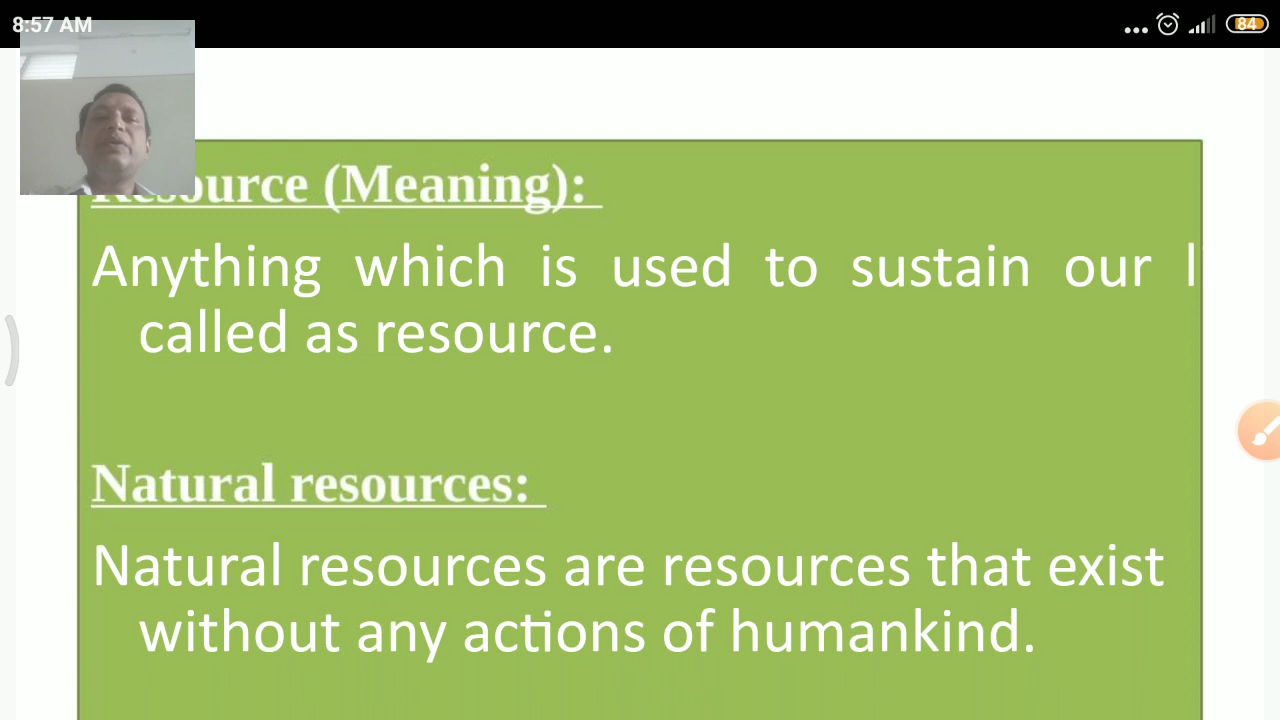 8:57 AM
84
(Meaning):
Anything which is used to sustain our
called as resource.
Natural resources:
Natural resources are resources that exist
without any actions of humankind.